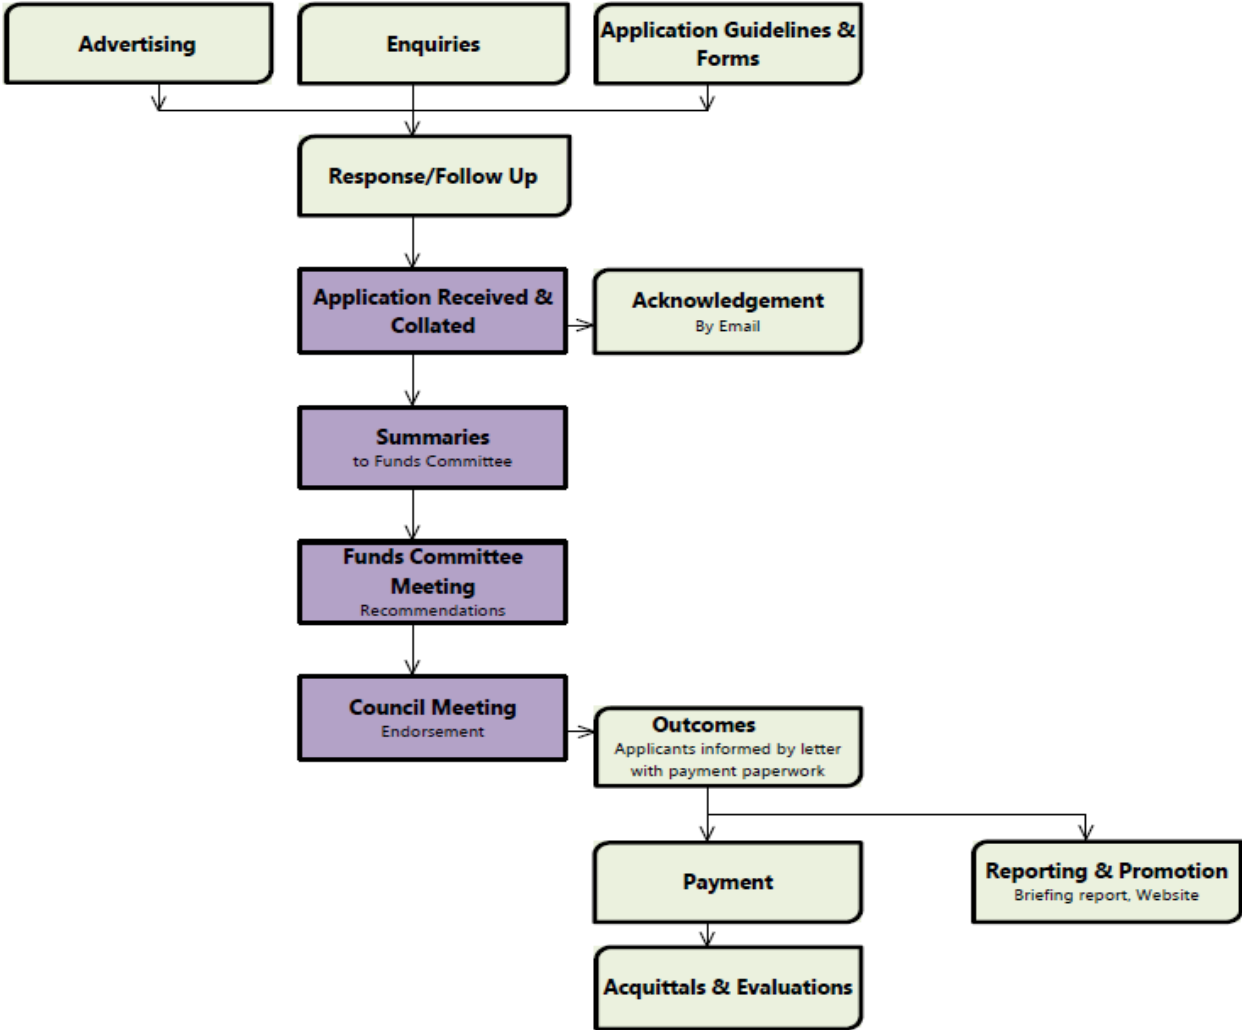 Advertising
Enquiries
Application Guidelines &
Forms
Response/Follow Up
Application Received &
Collated
Acknowledgement
By Email
Summaries
to Funds Committee
Funds Committee
Meeting
Recommendations
Council Meeting
Endorsement
Outcomes
Applicants informed by letter
with payment paperwork
Payment
Reporting & Promotion
Briefing report, Website
Acquittals & Evaluations